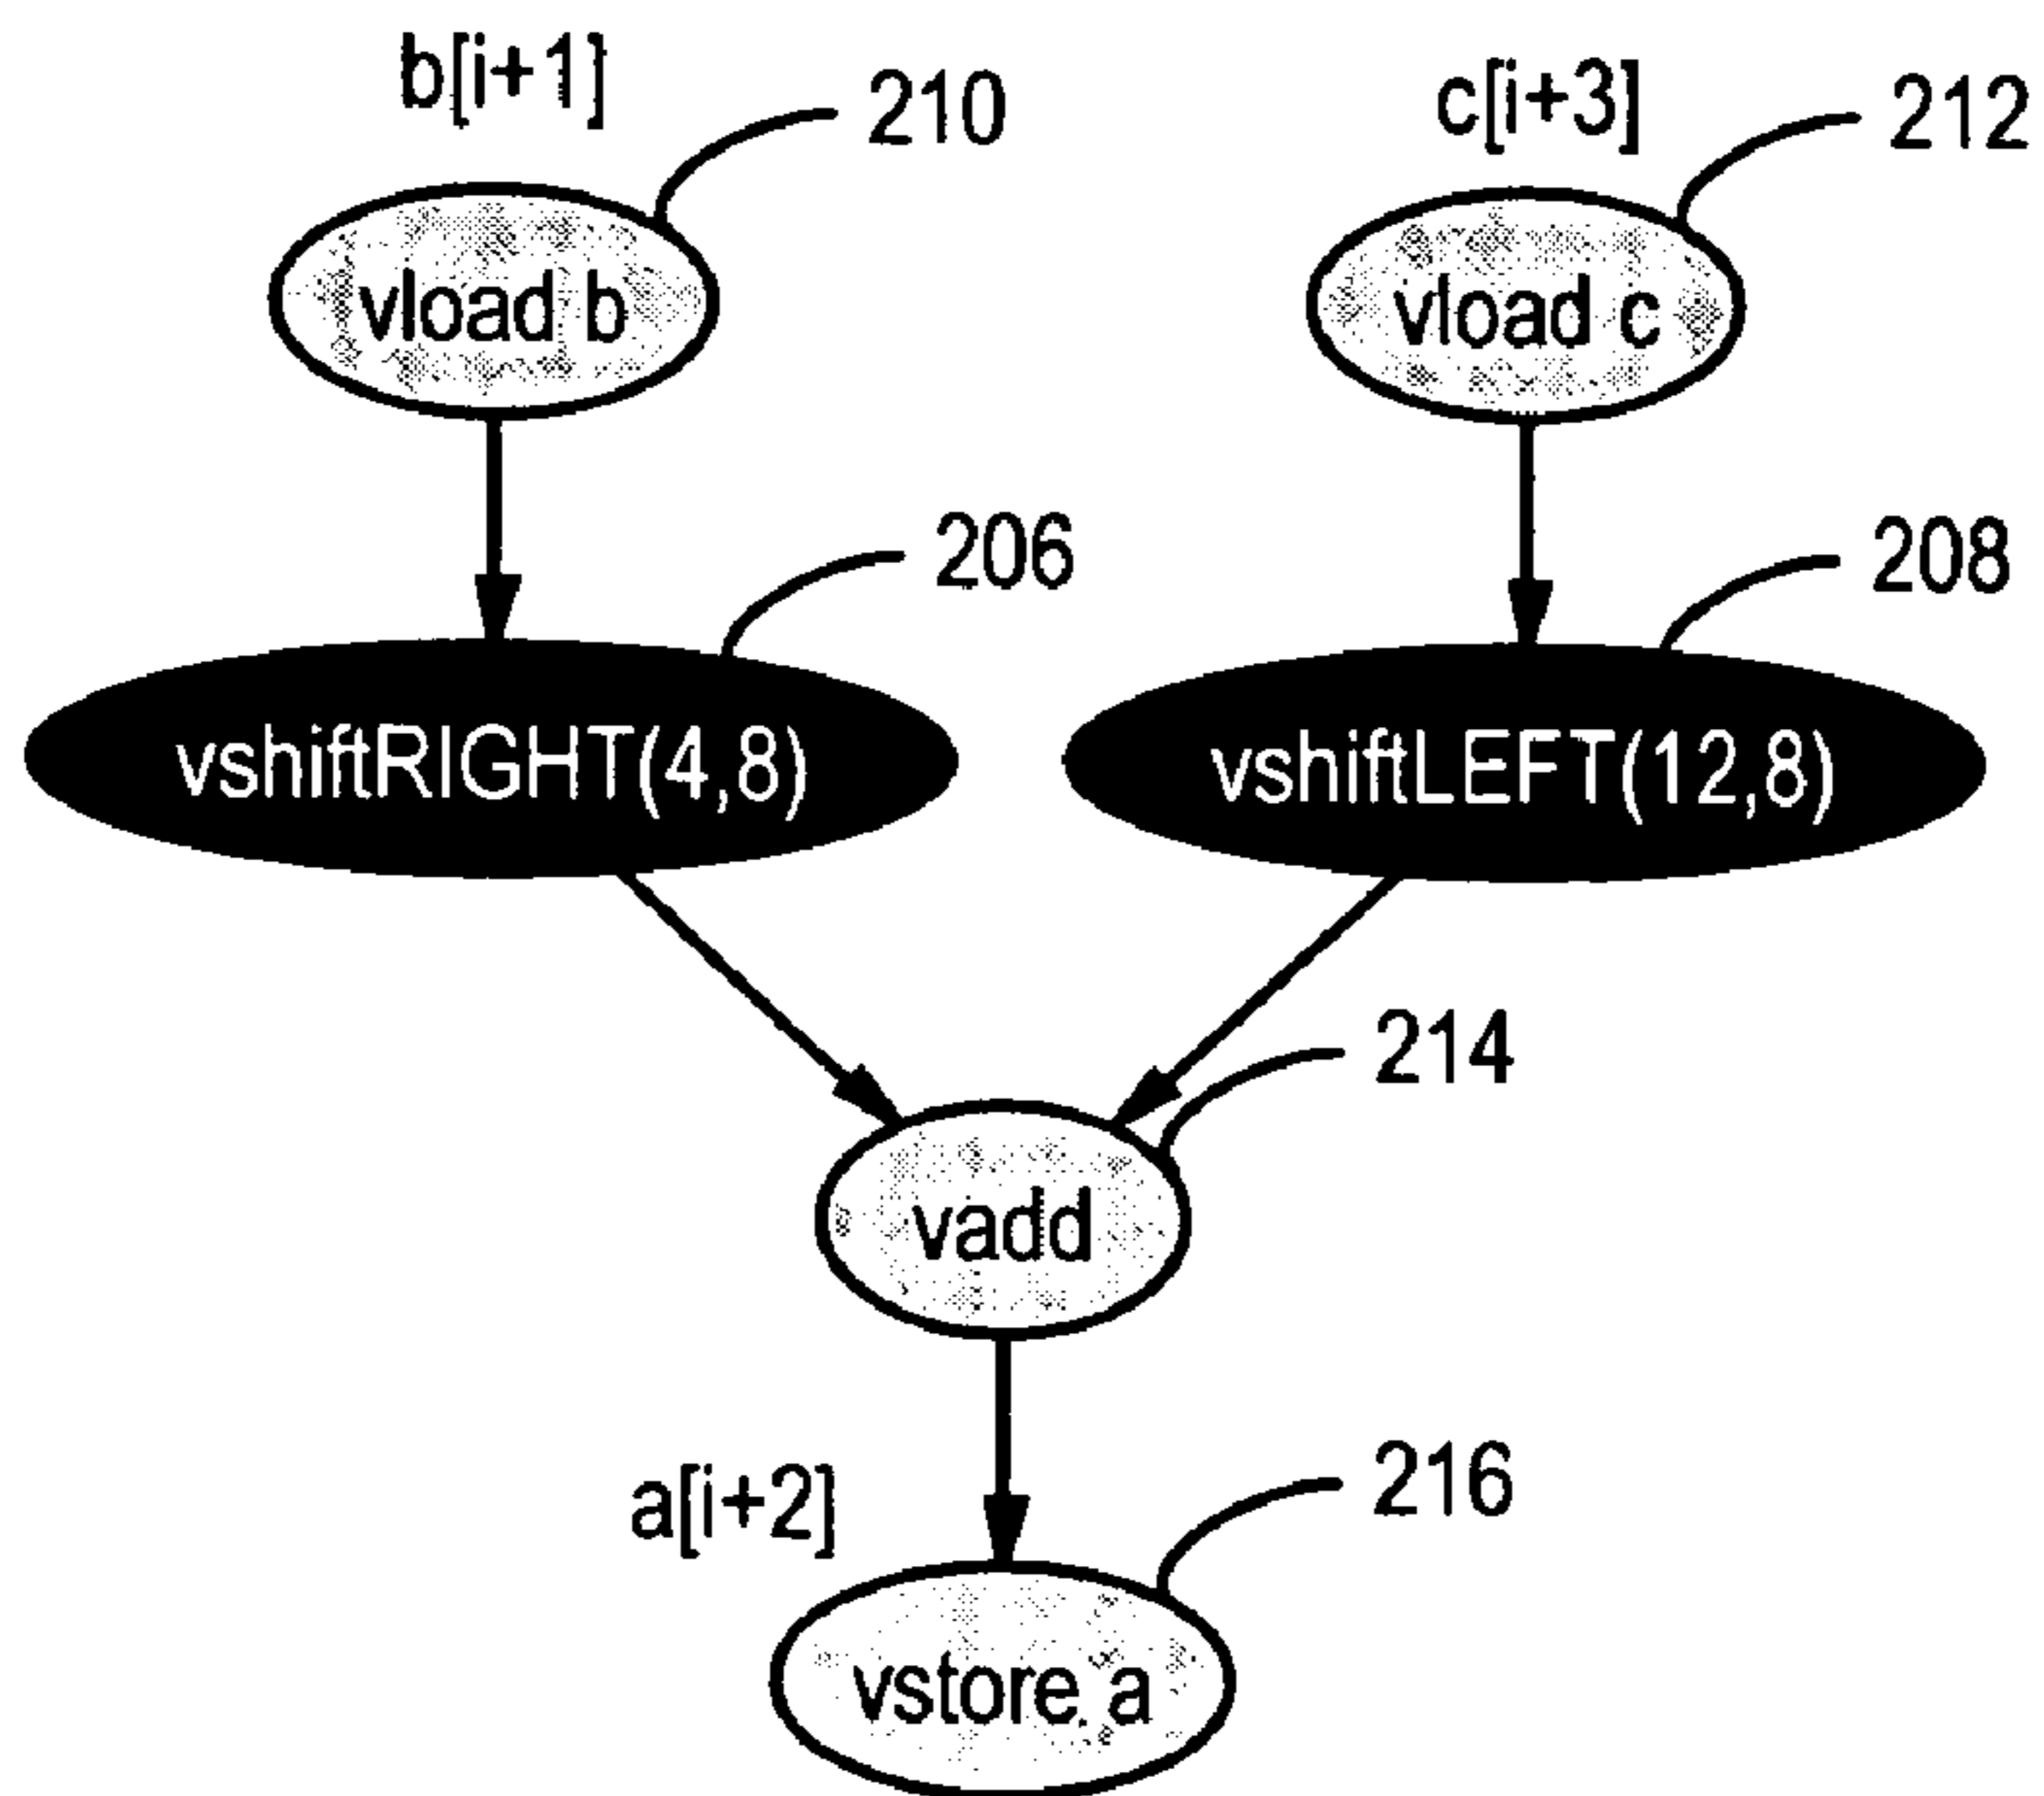 b[i+1]
210
c[i+3]
212
vload b
vload c
206
208
vshiftRIGHT(4,8)
vshiftLEFT(12,8)
214
vadd
a[i+2]
216
vstore a